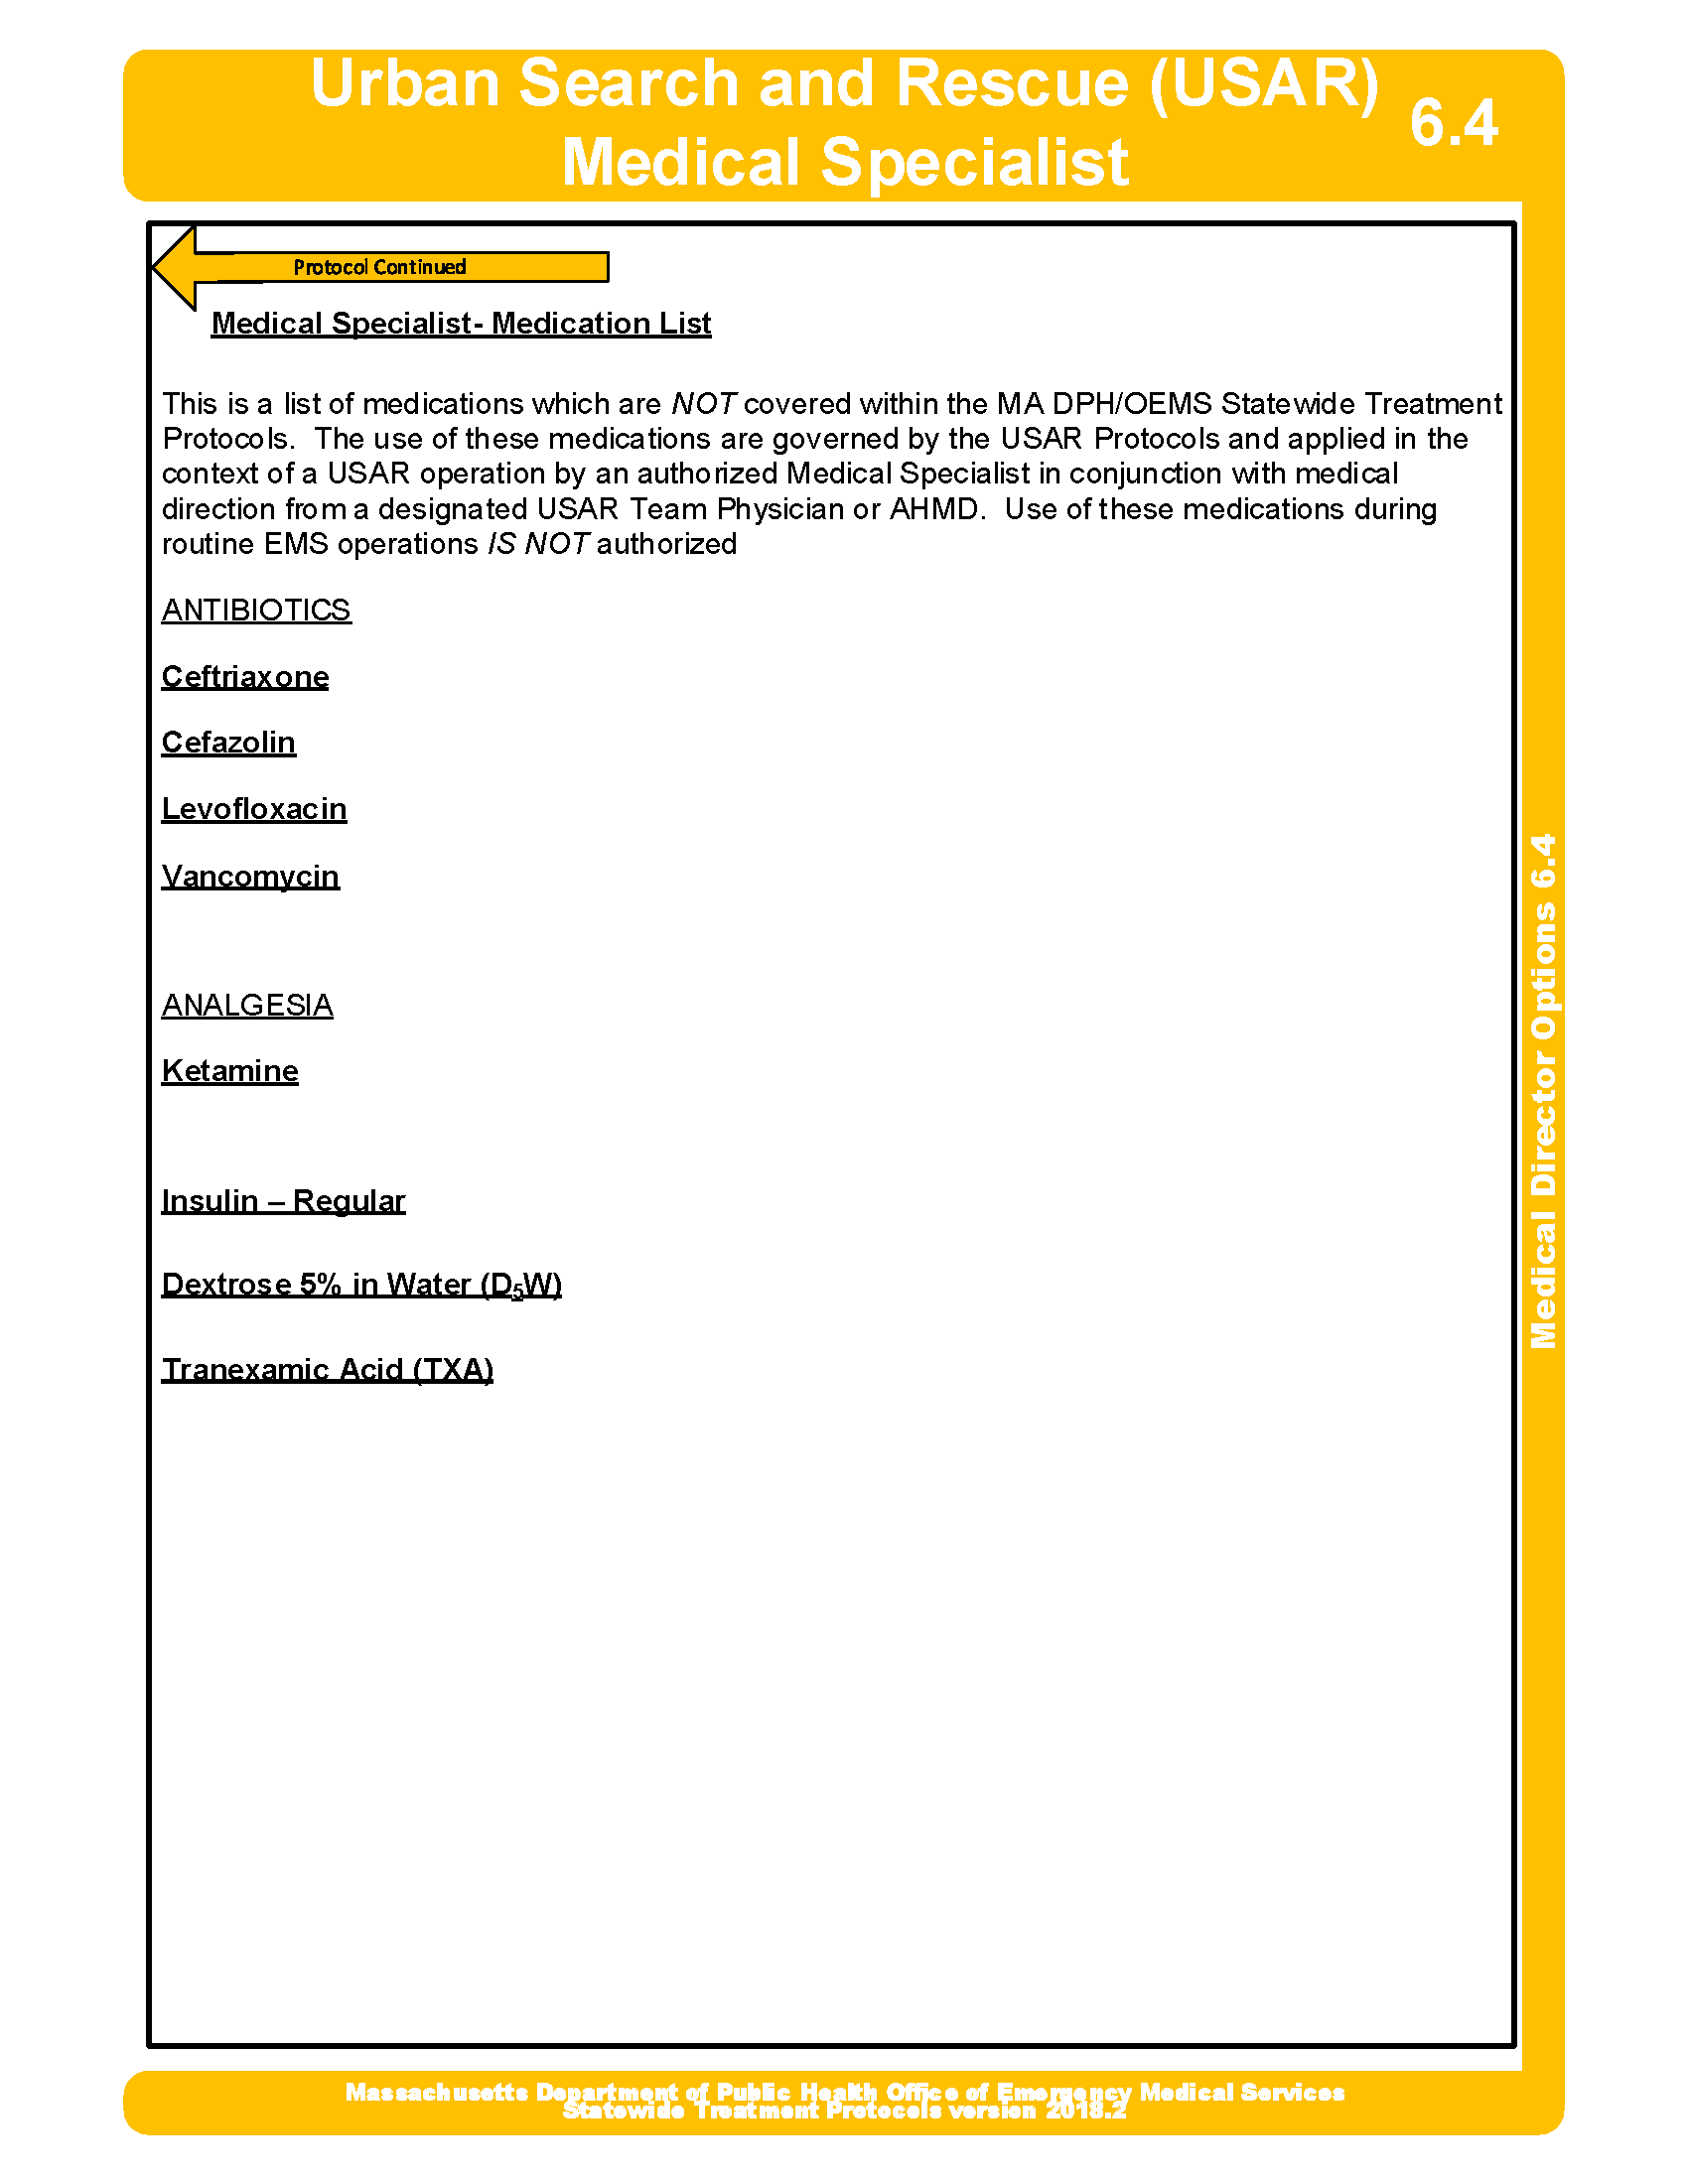 Urban Search and Rescue (USAR)
Medical Specialist
6.4
Protocol Continued
Medical Specialist- Medication List
This is a list of medications which are NOT covered within the MA DPH/OEMS Statewide Treatment
Protocols.  The use of these medications are governed by the USAR Protocols and applied in the
context of a USAR operation by an authorized Medical Specialist in conjunction with medical
direction from a designated USAR Team Physician or AHMD.  Use of these medications during
routine EMS operations IS NOT authorized
ANTIBIOTICS
Ceftriaxone
Cefazolin
Levofloxacin
Vancomycin
ANALGESIA
Ketamine
Insulin – Regular
Dextrose 5% in Water (D₅W)
Tranexamic Acid (TXA)
Medical Director Options 6.4
Massachusetts Department of Public Health Office of Emergency Medical Services
Statewide Treatment Protocols version 2018.2